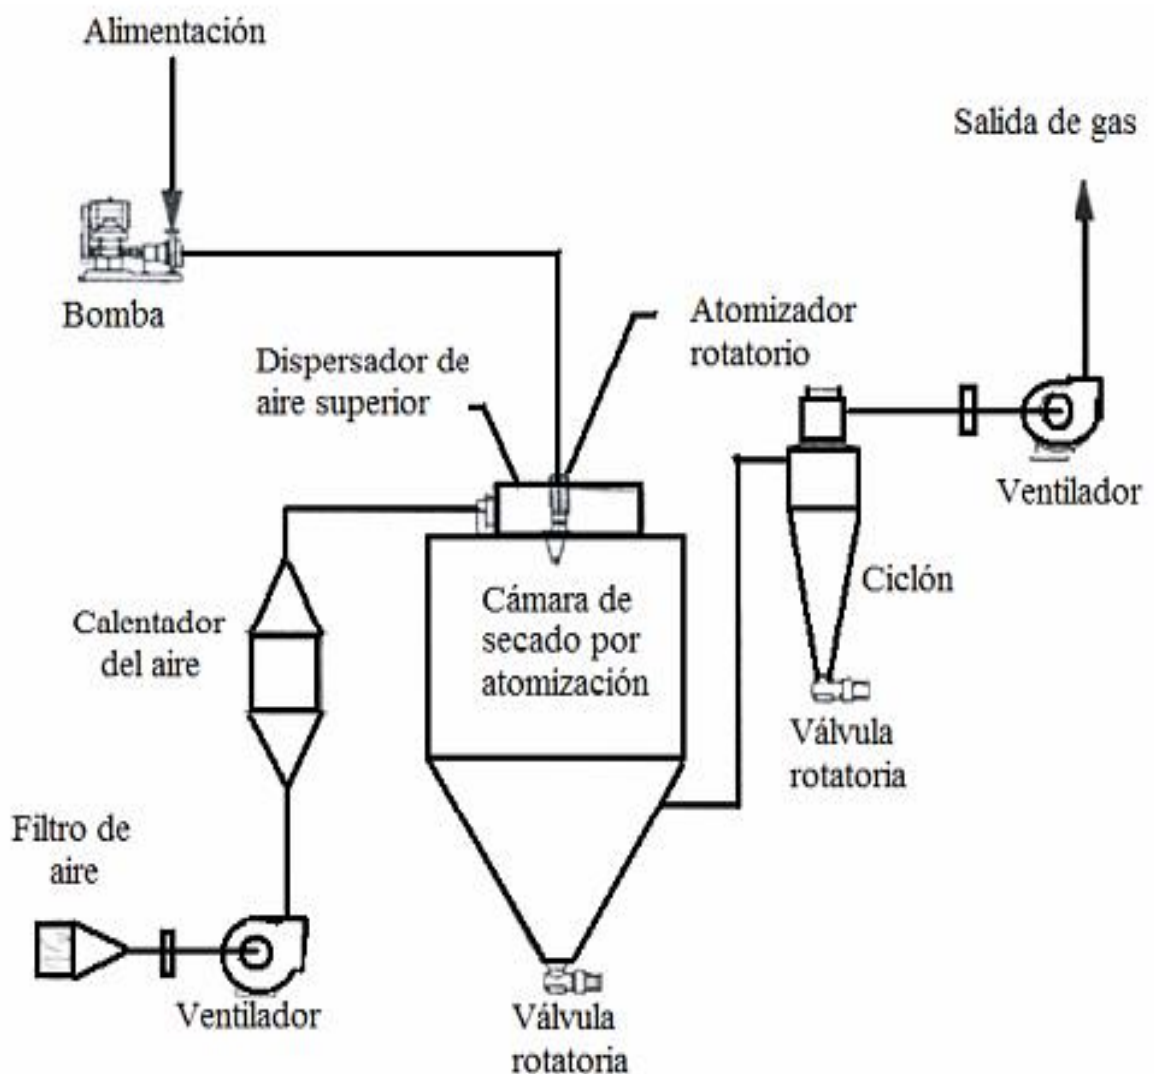 Alimentación
Salida de gas
Bomba
Atomizador
rotatorio
Dispersador de
aire superior
Ventilador
Ciclón
Cámara de
secado por
atomización
Calentador
del aire
Válvula
rotatoria
Filtro de
aire
Ventilador
Válvula
rotatoria